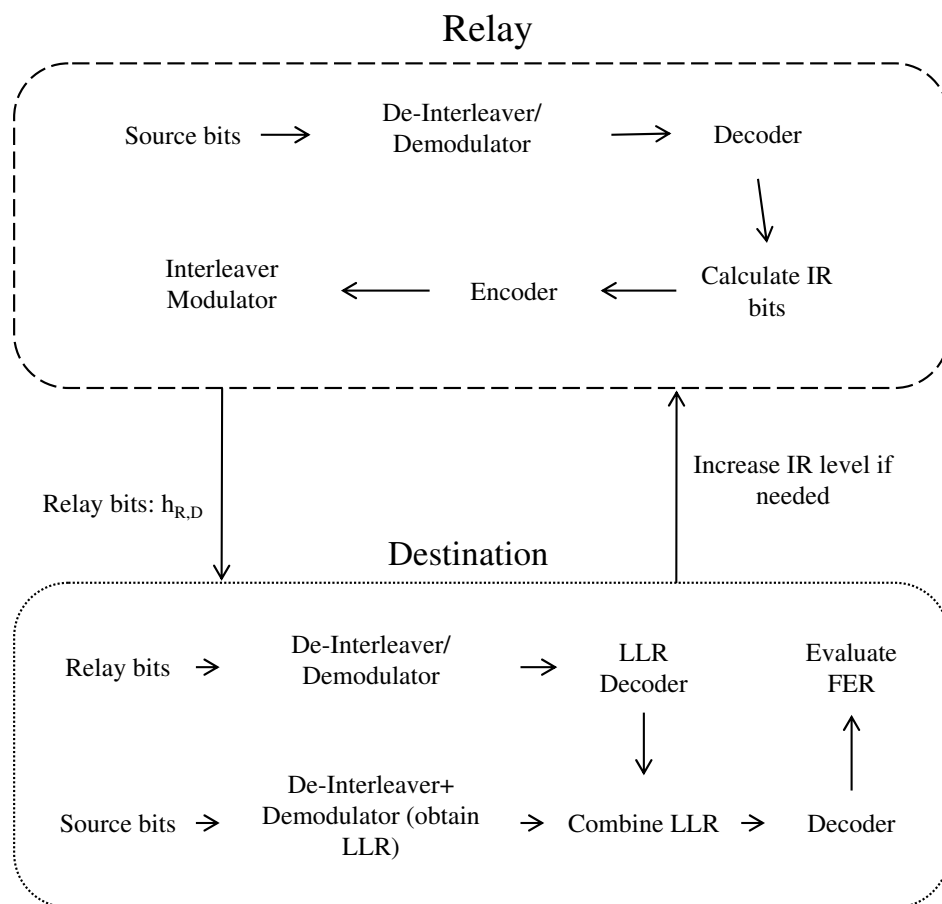 Relay
Source bits
De-Interleaver/
Demodulator
Decoder
Interleaver
Modulator
Encoder
Calculate IR
bits
Relay bits: h_{R,D}
Increase IR level if
needed
Destination
Relay bits
De-Interleaver/
Demodulator
LLR
Decoder
Evaluate
FER
Source bits
De-Interleaver+
Demodulator (obtain
LLR)
Combine LLR
Decoder